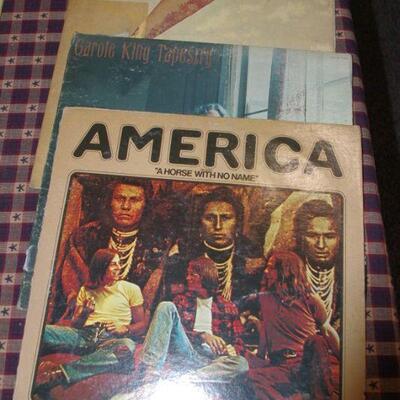 Carole King Tapestry
AMERICA
"A HORSE WITH NO NAME"